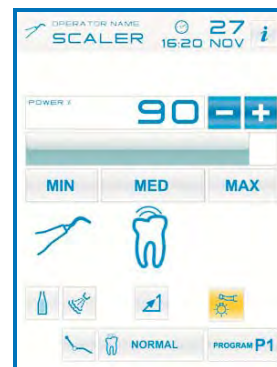 OPERATOR NAME
SCALER
16:20
27
NOV
i
POWER %
90
- +
MIN MED MAX
NORMAL
PROGRAM P1